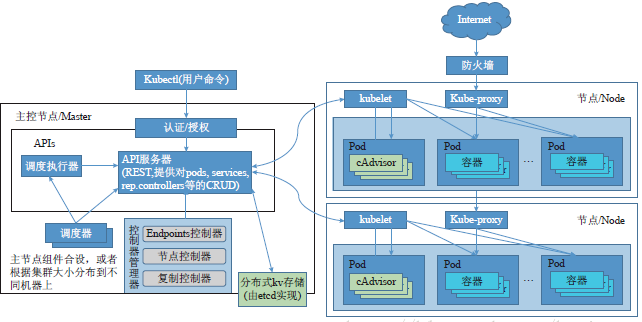 Internet
防火墙
Kubectl(用户命令)
主控节点/Master
认证/授权
APIs
调度执行器
API服务器
(REST,提供对pods, services,
rep.controllers等的CRUD)
调度器
主节点组件合设，或者
根据集群大小分布到不
同机器上
控制器管理器
Endpoints控制器
节点控制器
复制控制器
分布式kv存储
(由etcd实现)
kubelet
Kube-proxy
节点/Node
Pod
cAdvisor
Pod
容器
...
Pod
容器
kubelet
Kube-proxy
节点/Node
Pod
cAdvisor
Pod
容器
...
Pod
容器